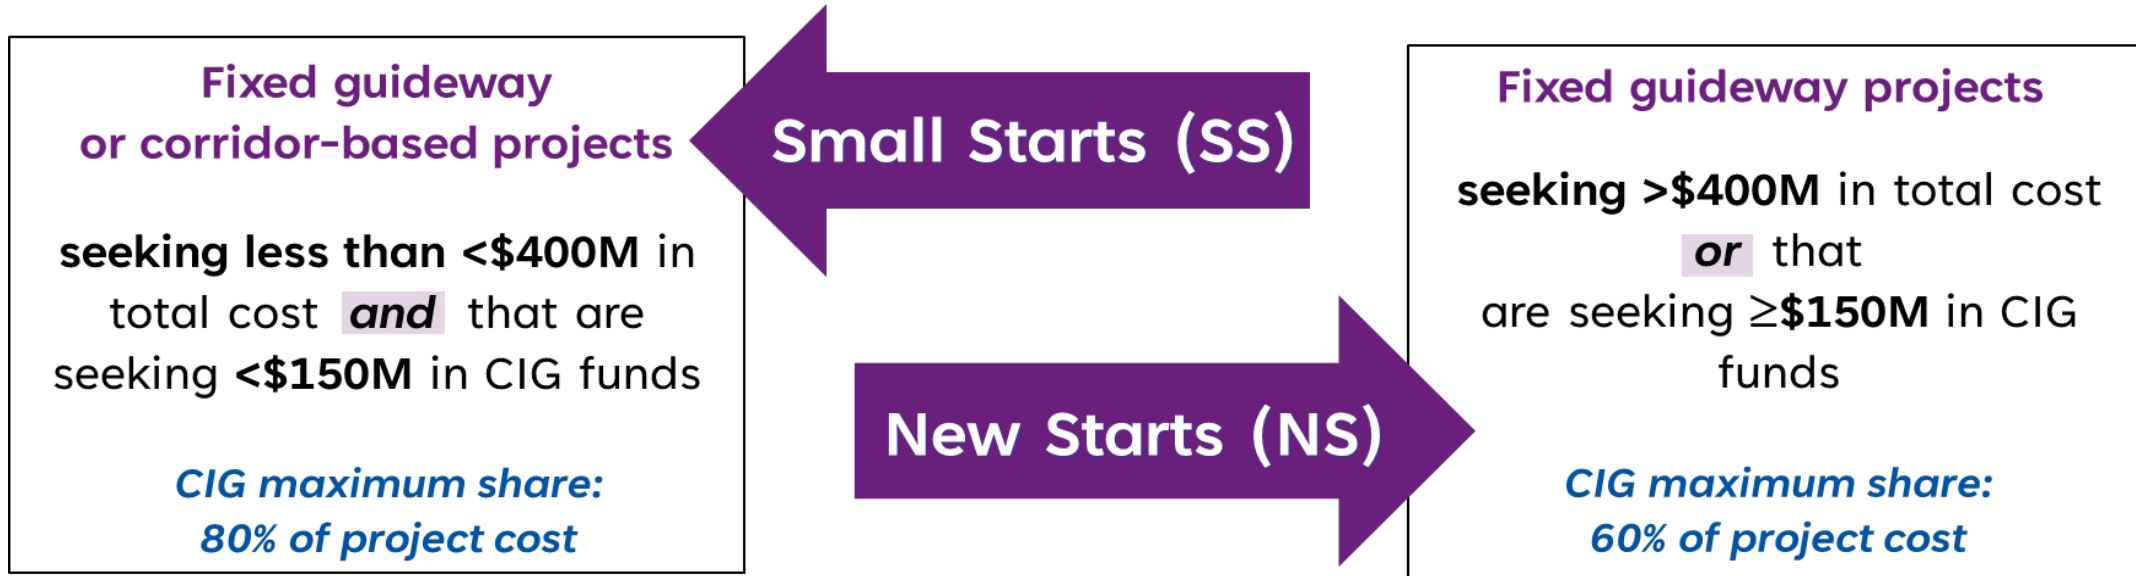 Fixed guideway
or corridor-based projects
seeking less than <$400M in
total cost and that are
seeking <$150M in CIG funds
CIG maximum share:
80% of project cost
Small Starts (SS)
New Starts (NS)
Fixed guideway projects
seeking >$400M in total cost
or that
are seeking ≥$150M in CIG
funds
CIG maximum share:
60% of project cost